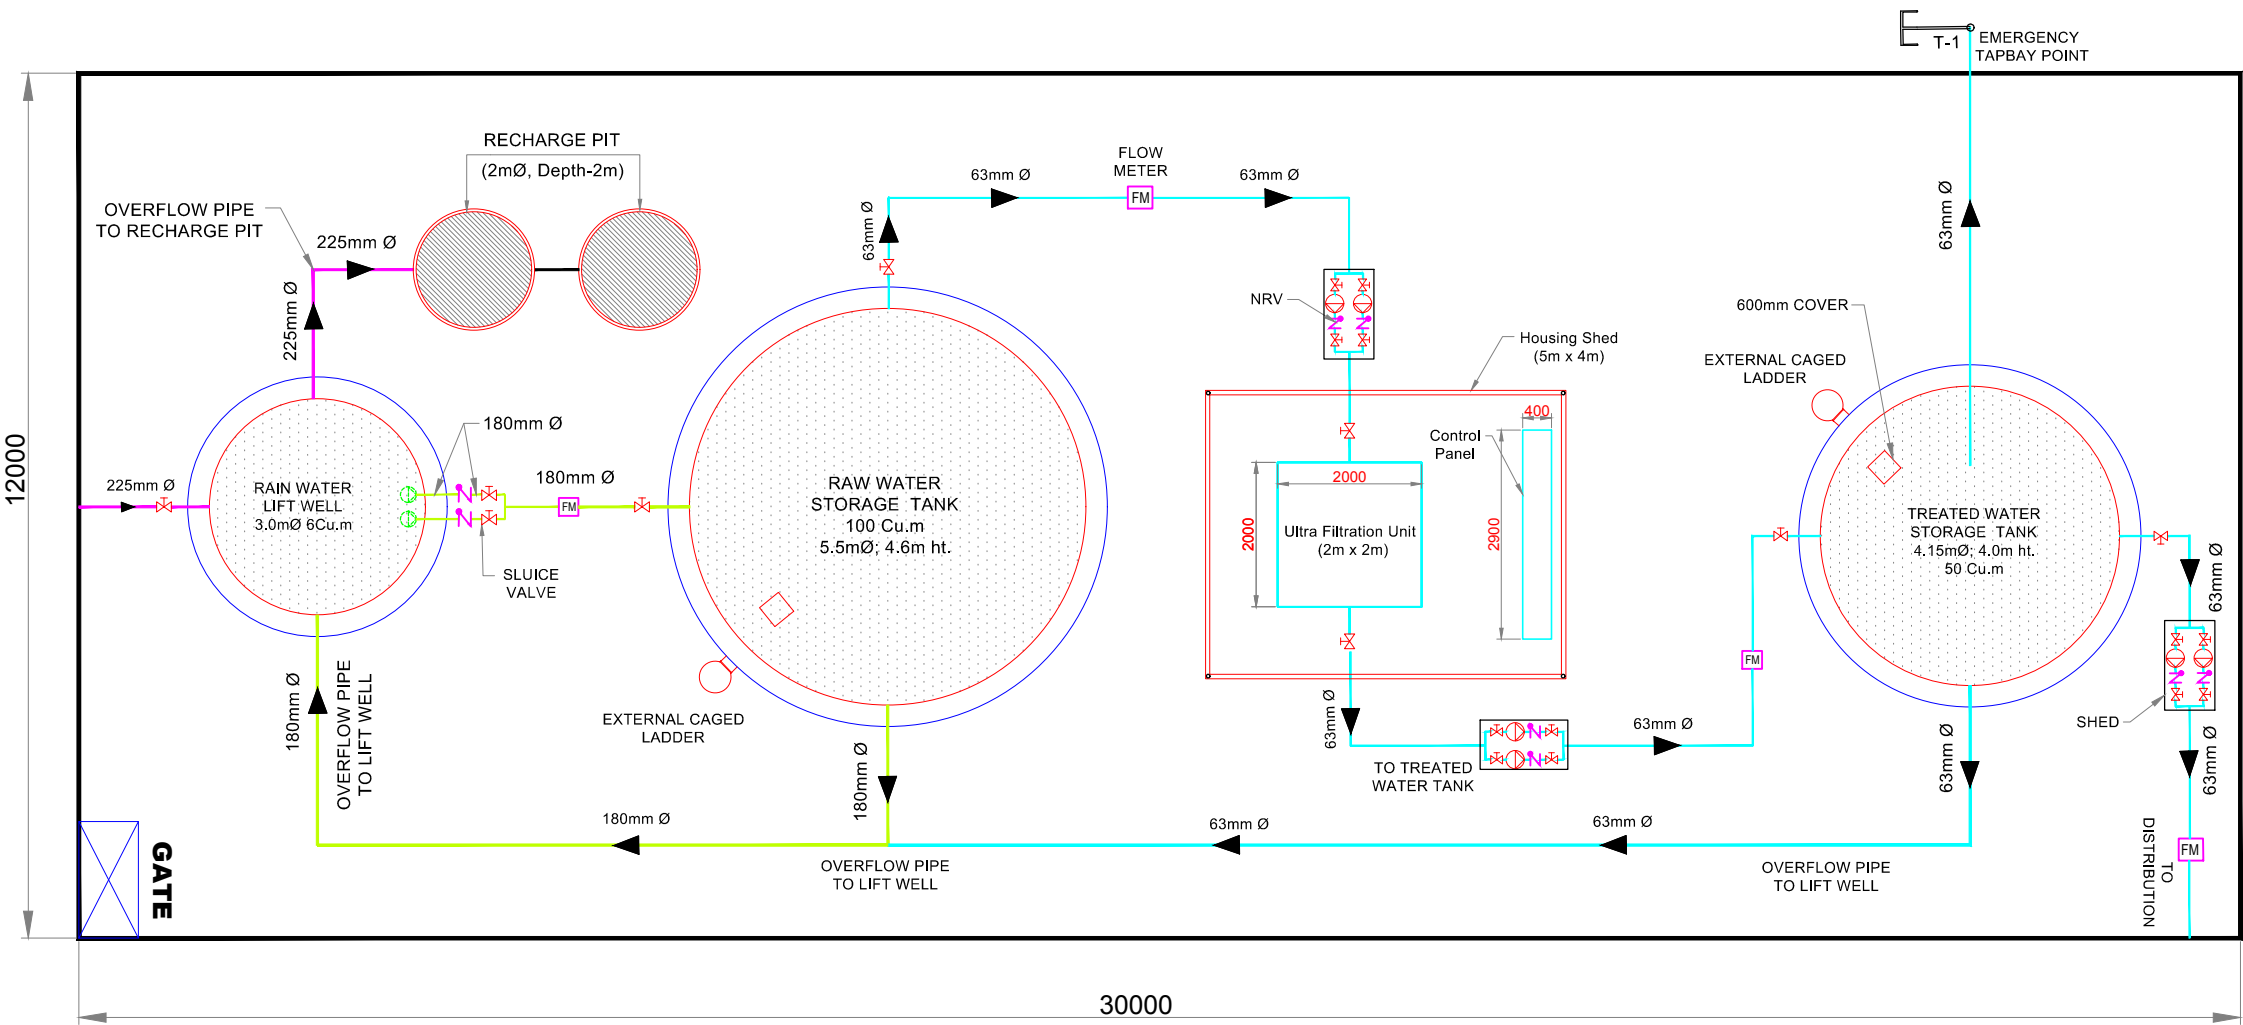 T-1
EMERGENCY
TAPBAY POINT
12000
RECHARGE PIT
(2mØ, Depth-2m)
OVERFLOW PIPE
TO RECHARGE PIT
225mm Ø
225mm Ø
225mm Ø
RAIN WATER
LIFT WELL
3.0mØ 6Cu.m
180mm Ø
180mm Ø
FM
SLUICE
VALVE
RAW WATER
STORAGE TANK
100 Cu.m
5.5mØ; 4.6m ht.
63mm Ø
63mm Ø
FLOW
METER
FM
63mm Ø
NRV
Housing Shed
(5m x 4m)
400
Control
Panel
2900
2000
2000
Ultra Filtration Unit
(2m x 2m)
63mm Ø
600mm COVER
EXTERNAL CAGED
LADDER
TREATED WATER
STORAGE TANK
4.15mØ; 4.0m ht.
50 Cu.m
63mm Ø
SHED
63mm Ø
FM
TO
DISTRIBUTION
FM
63mm Ø
63mm Ø
TO TREATED
WATER TANK
63mm Ø
EXTERNAL CAGED
LADDER
180mm Ø
OVERFLOW PIPE
TO LIFT WELL
180mm Ø
180mm Ø
OVERFLOW PIPE
TO LIFT WELL
63mm Ø
63mm Ø
OVERFLOW PIPE
TO LIFT WELL
GATE
30000